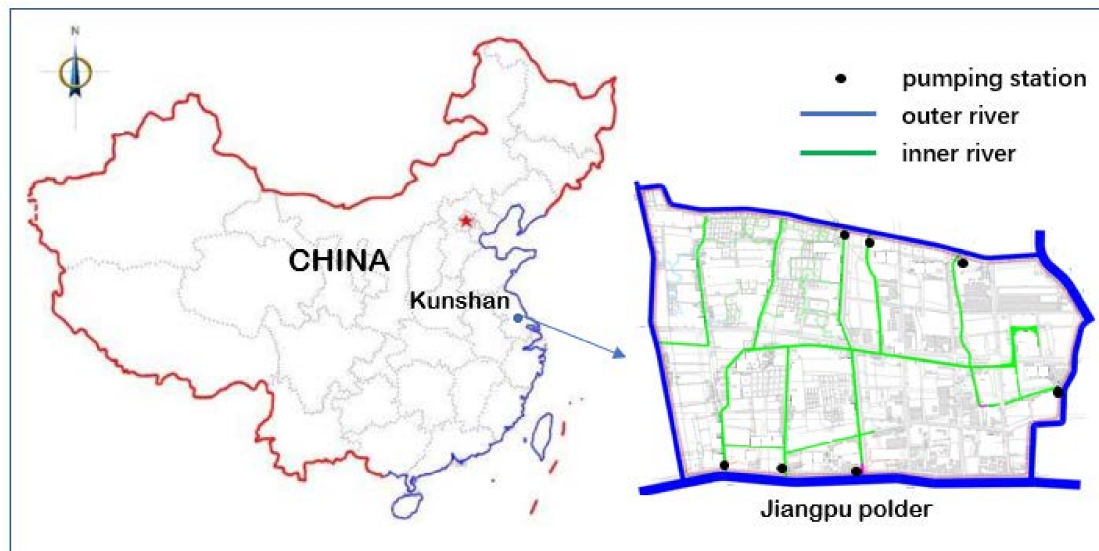 N
pumping station
outer river
inner river
CHINA
Kunshan
Jiangpu polder